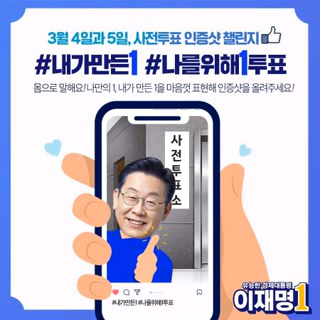 3월 4일과 5일, 사전투표 인증샷 챌린지
#내가만든1 #나를위해1투표
몸으로 말해요! 나만의 1, 내가 만든 1을 마음껏 표현해 인증샷을 올려주세요!
사전투표소
#내가만든1 #나를위해1투표
유능한 경제대통령
이재명1